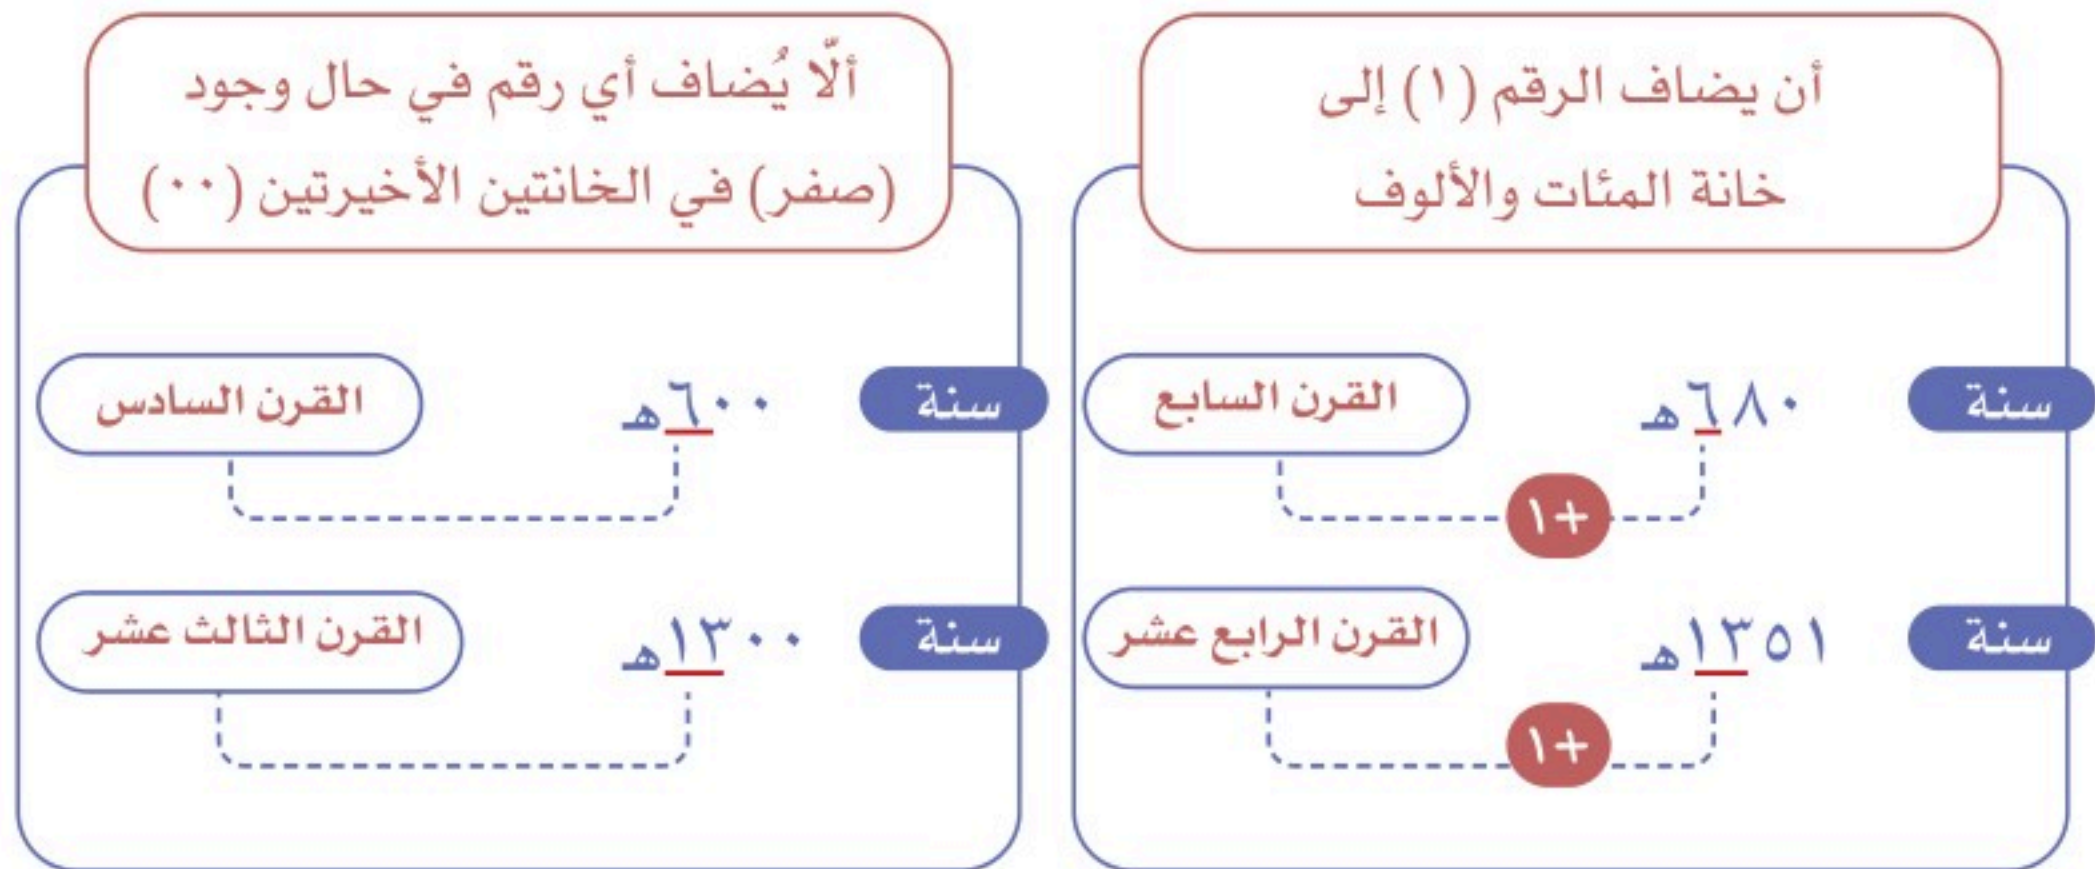 أن يضاف الرقم (١) إلى
خانة المئات والألوف
سنة ٦٨٠هـ القرن السابع
+١
سنة ١٣٥١هـ القرن الرابع عشر
+١
ألّا يُضاف أي رقم في حال وجود
(صفر) في الخانتين الأخيرتين (٠٠)
سنة ٦٠٠هـ القرن السادس
سنة ١٣٠٠هـ القرن الثالث عشر